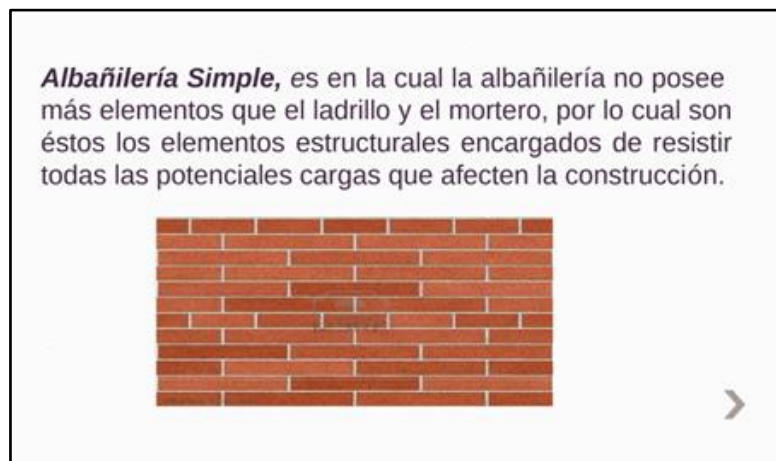 Albañilería Simple, es en la cual la albañilería no posee
más elementos que el ladrillo y el mortero, por lo cual son
éstos los elementos estructurales encargados de resistir
todas las potenciales cargas que afecten la construcción.